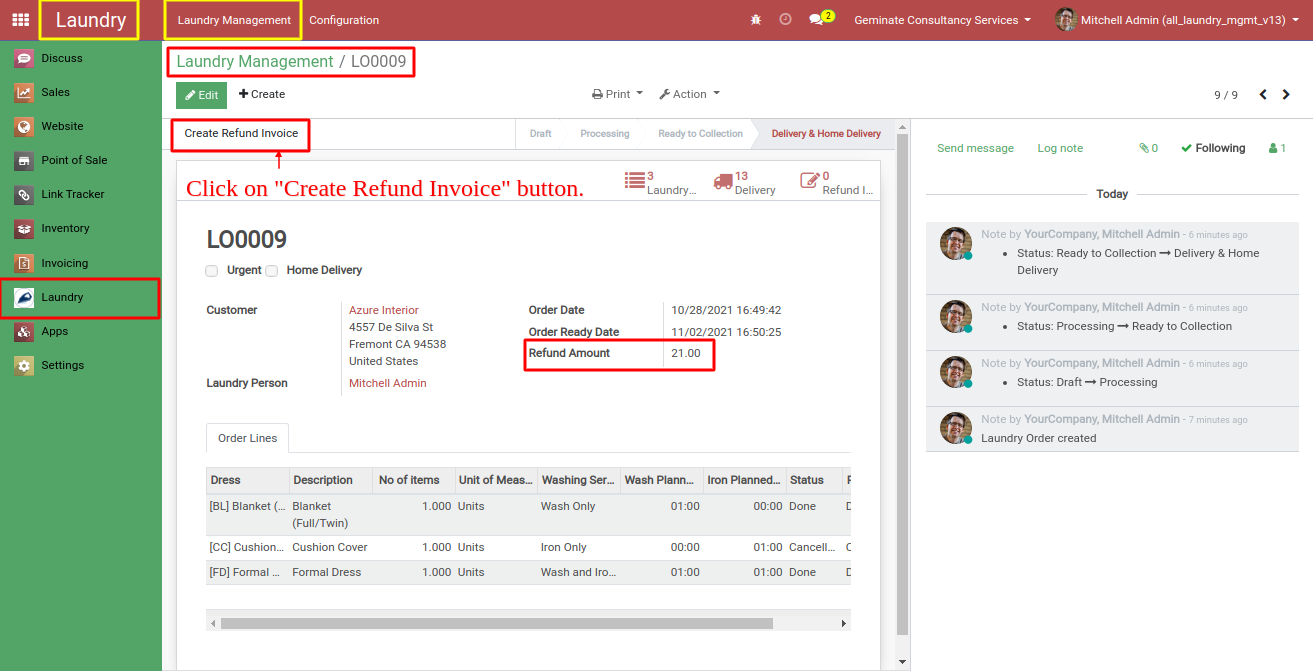 Laundry
Laundry Management
Configuration
2
Geminate Consultancy Services
Mitchell Admin (all_laundry_mgmt_v13)
Discuss
Sales
Website
Point of Sale
Link Tracker
Inventory
Invoicing
Laundry
Apps
Settings
Laundry Management / LO0009
Edit
Create
Print
Action
9 / 9
Create Refund Invoice
Draft
Processing
Ready to Collection
Delivery & Home Delivery
Click on "Create Refund Invoice" button.
3
Laundry...
13
Delivery
0
Refund I...
LO0009
Urgent
Home Delivery
Customer
Azure Interior
4557 De Silva St
Fremont CA 94538
United States
Laundry Person
Mitchell Admin
Order Date
10/28/2021 16:49:42
Order Ready Date
11/02/2021 16:50:25
Refund Amount
21.00
Order Lines
Dress Description No of Items Unit of Meas... Washing Ser... Wash Plann... Iron Planned... Status
[BL] Blanket (... Blanket (Full/Twin) 1.000 Units Wash Only 01:00 00:00 Done
[CC] Cushion... Cushion Cover 1.000 Units Iron Only 00:00 01:00 Cancell...
[FD] Formal ... Formal Dress 1.000 Units Wash and Iro... 01:00 01:00 Done
Send message
Log note
0
Following
1
Today
Note by YourCompany, Mitchell Admin - 6 minutes ago
• Status: Ready to Collection → Delivery & Home
Delivery
Note by YourCompany, Mitchell Admin - 6 minutes ago
• Status: Processing → Ready to Collection
Note by YourCompany, Mitchell Admin - 6 minutes ago
• Status: Draft → Processing
Note by YourCompany, Mitchell Admin - 7 minutes ago
Laundry Order created